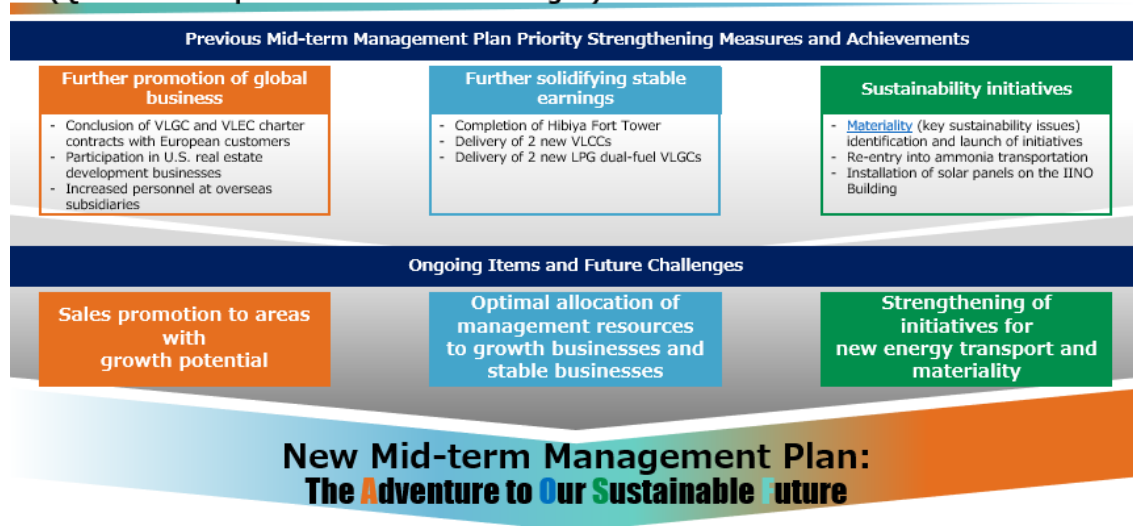 Previous Mid-term Management Plan Priority Strengthening Measures and Achievements
Further promotion of global
business
- Conclusion of VLGC and VLEC charter
contracts with European customers
- Participation in U.S. real estate
development businesses
- Increased personnel at overseas
subsidiaries
Further solidifying stable
earnings
- Completion of Hibiya Fort Tower
- Delivery of 2 new VLCCs
- Delivery of 2 new LPG dual-fuel VLGCs
Sustainability initiatives
- Materiality (key sustainability issues)
identification and launch of initiatives
- Re-entry into ammonia transportation
- Installation of solar panels on the IINO
Building
Ongoing Items and Future Challenges
Sales promotion to areas
with
growth potential
Optimal allocation of
management resources
to growth businesses and
stable businesses
Strengthening of
initiatives for
new energy transport and
materiality
New Mid-term Management Plan:
The Adventure to Our Sustainable Future